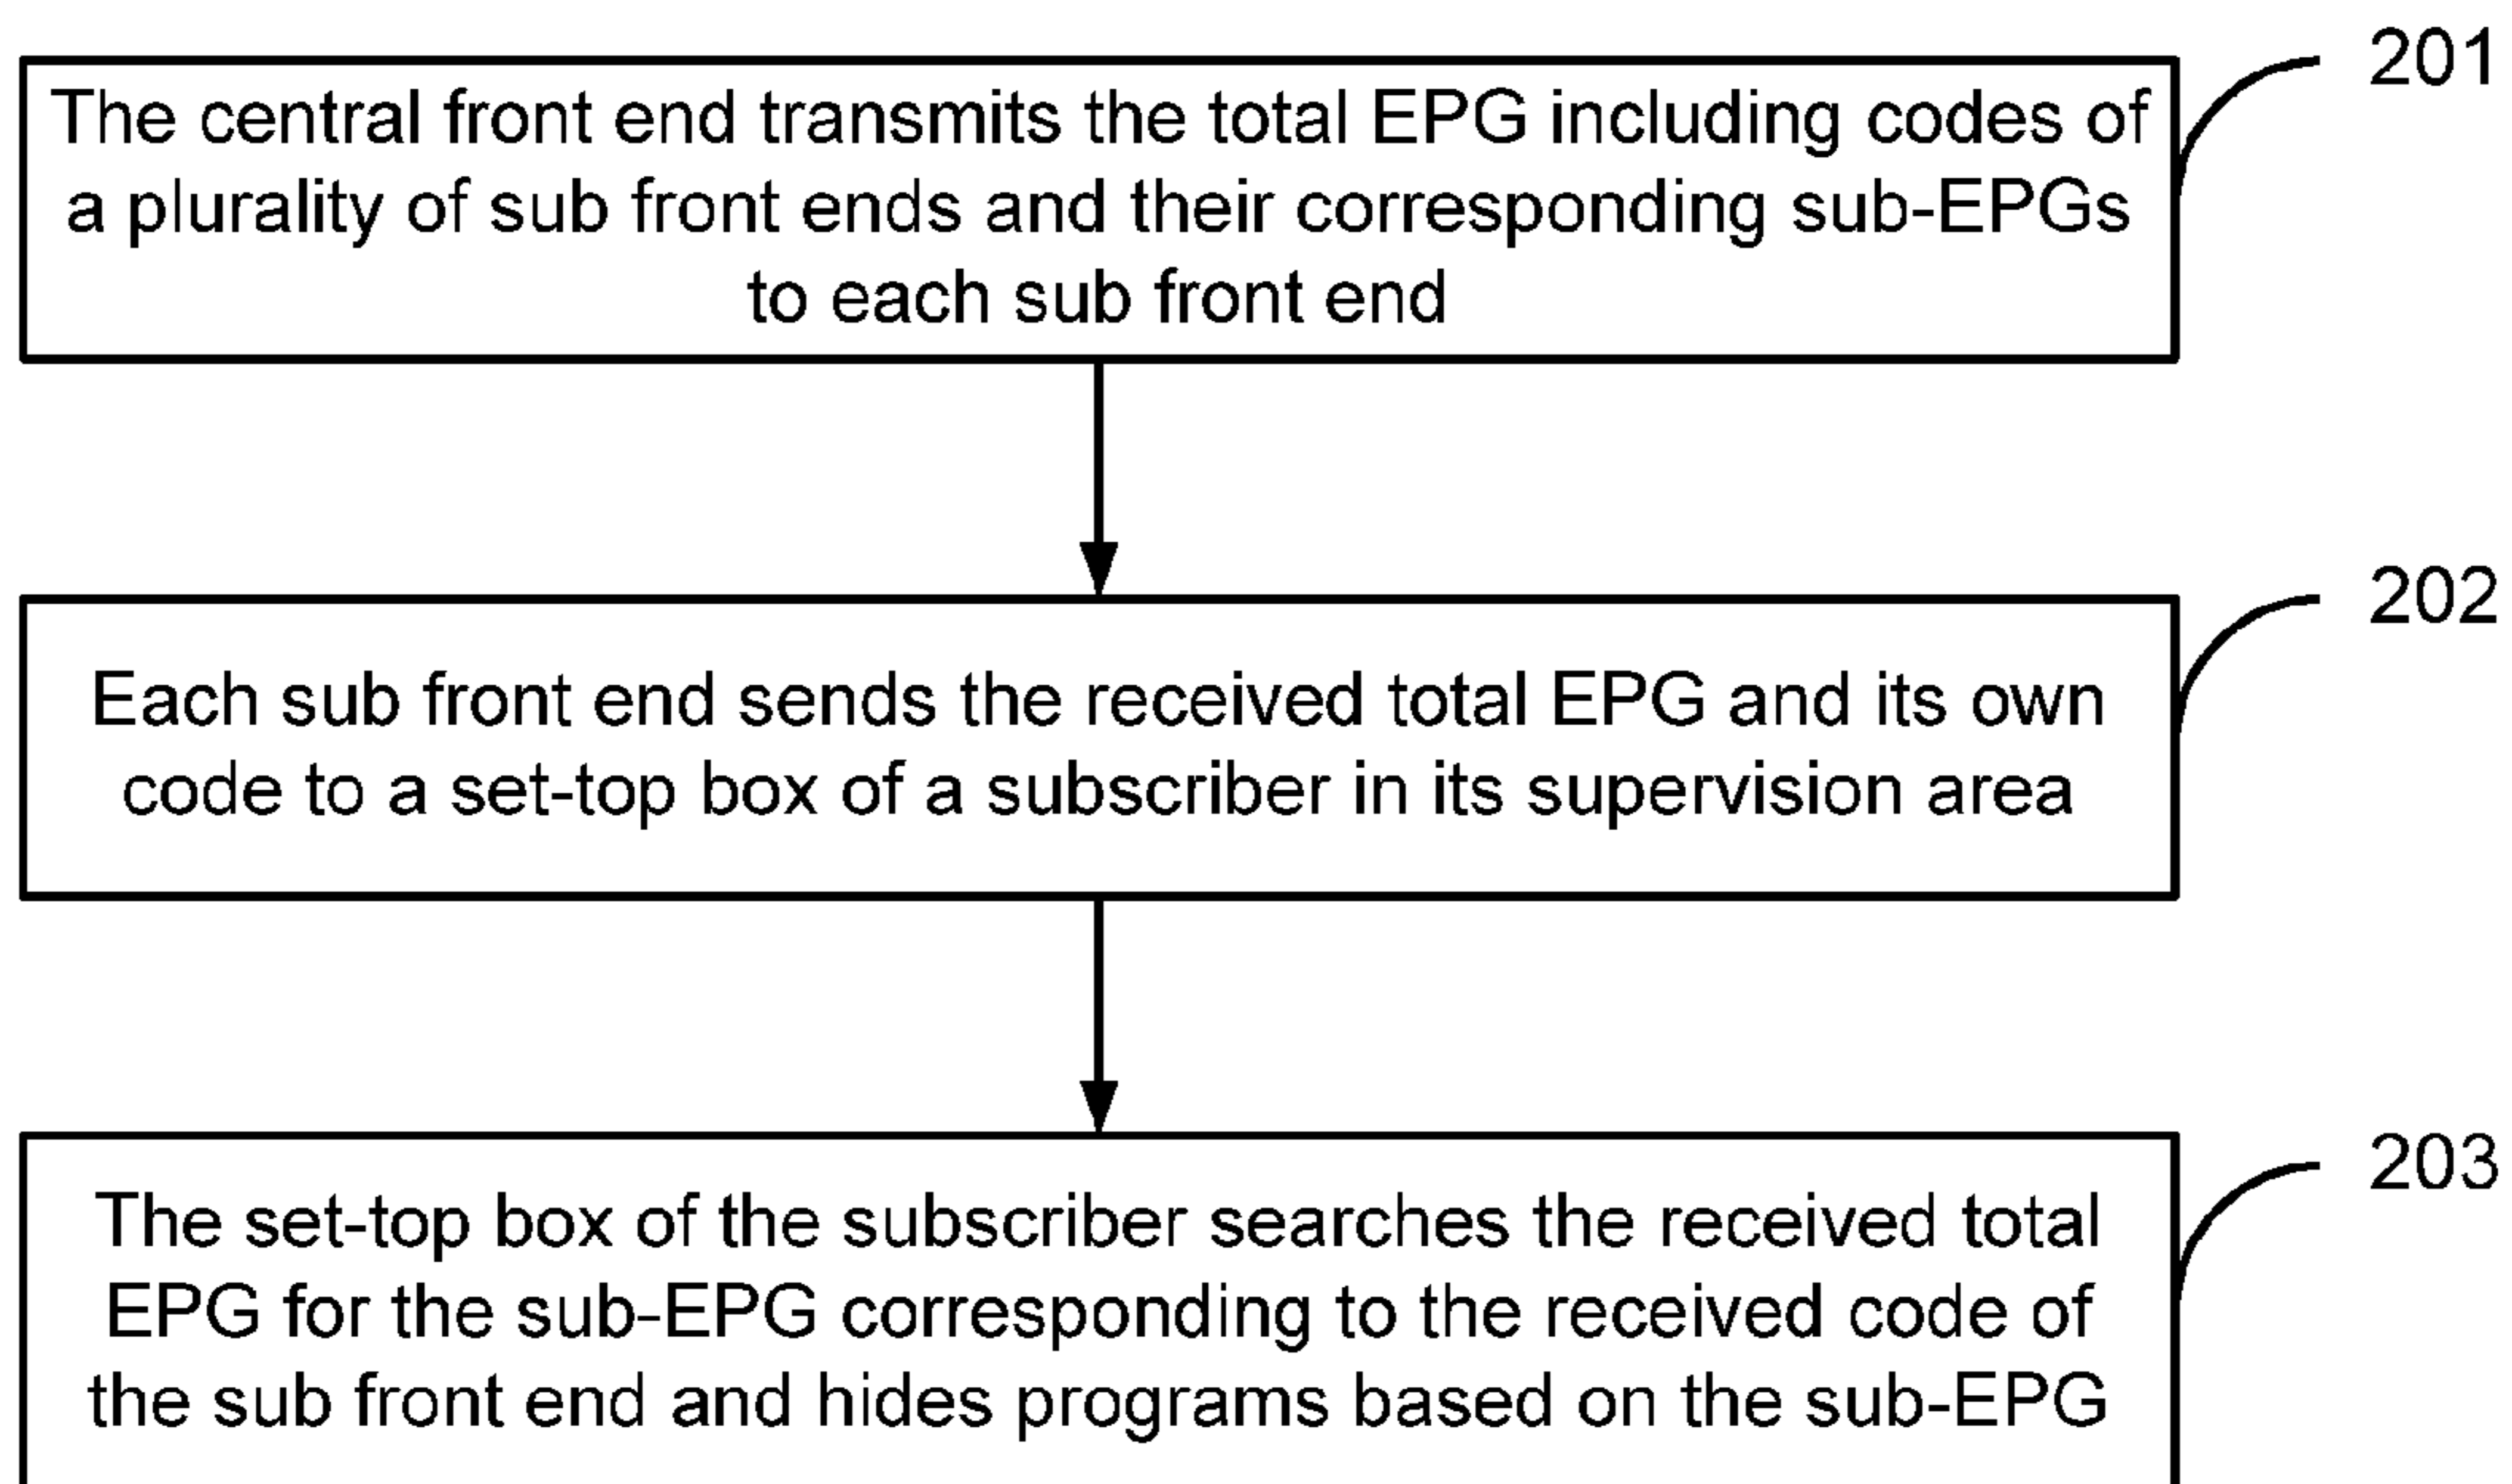 201
The central front end transmits the total EPG including codes of
a plurality of sub front ends and their corresponding sub-EPGs
to each sub front end
202
Each sub front end sends the received total EPG and its own
code to a set-top box of a subscriber in its supervision area
203
The set-top box of the subscriber searches the received total
EPG for the sub-EPG corresponding to the received code of
the sub front end and hides programs based on the sub-EPG